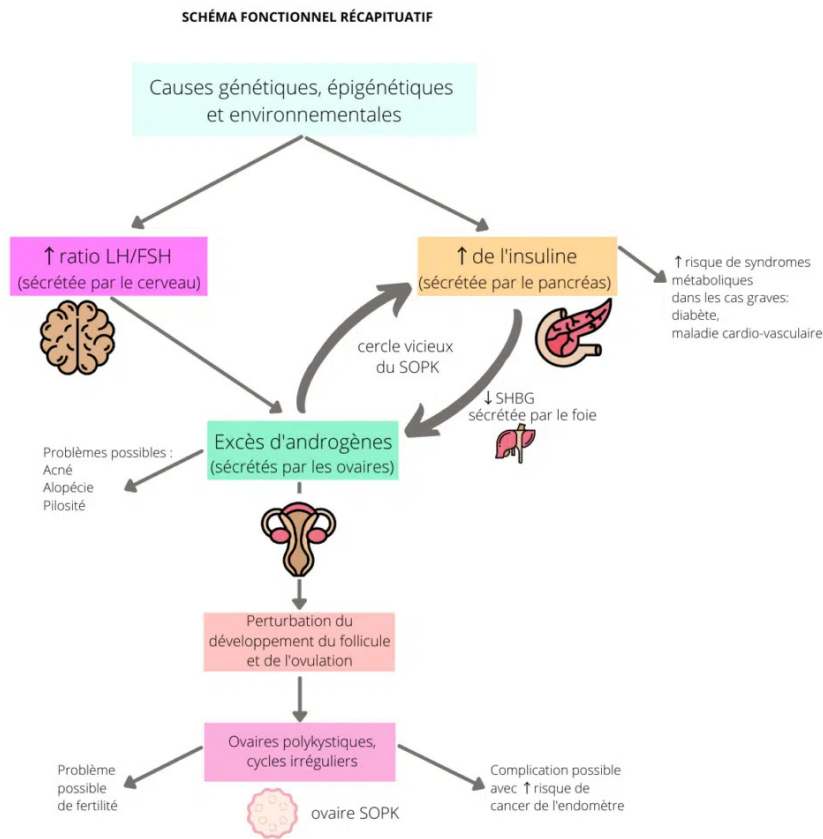 SCHÉMA FONCTIONNEL RÉCAPITUATIF
Causes génétiques, épigénétiques
et environnementales
↑ ratio LH/FSH
(sécrétée par le cerveau)
↑ de l'insuline
(sécrétée par le pancréas)
↑ risque de syndromes
métaboliques
dans les cas graves:
diabète,
maladie cardio-vasculaire
cercle vicieux
du SOPK
↓ SHBG
sécrétée par le foie
Excès d'androgènes
(sécrétés par les ovaires)
Problèmes possibles :
Acné
Alopécie
Pilosité
Perturbation du
développement du follicule
et de l'ovulation
Ovaires polykystiques,
cycles irréguliers
Problème
possible
de fertilité
Complication possible
avec ↑ risque de
cancer de l'endomètre
ovaire SOPK